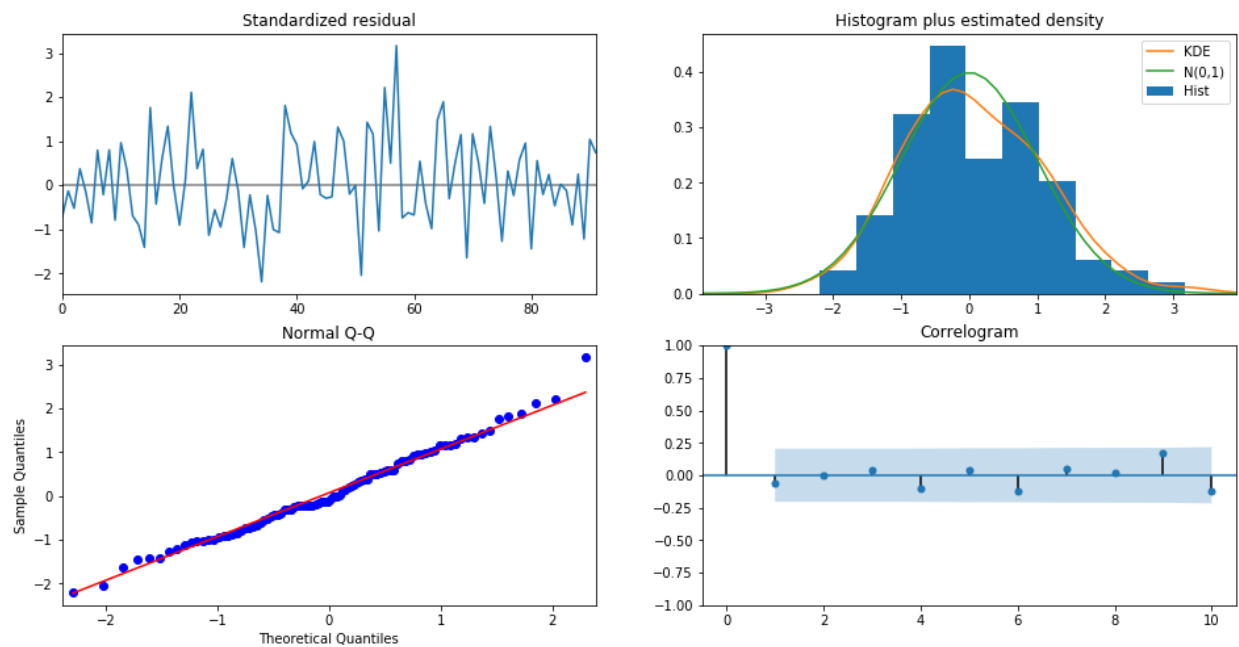 Standardized residual
3
2
1
0
−1
−2
0 20 40 60 80
Histogram plus estimated density
KDE
N(0,1)
Hist
0.4
0.3
0.2
0.1
0.0
−3 −2 −1 0 1 2 3
Normal Q-Q
Sample Quantiles
3
2
1
0
−1
−2
−2 −1 0 1 2
Theoretical Quantiles
Correlogram
1.00
0.75
0.50
0.25
0.00
−0.25
−0.50
−0.75
−1.00
0 2 4 6 8 10